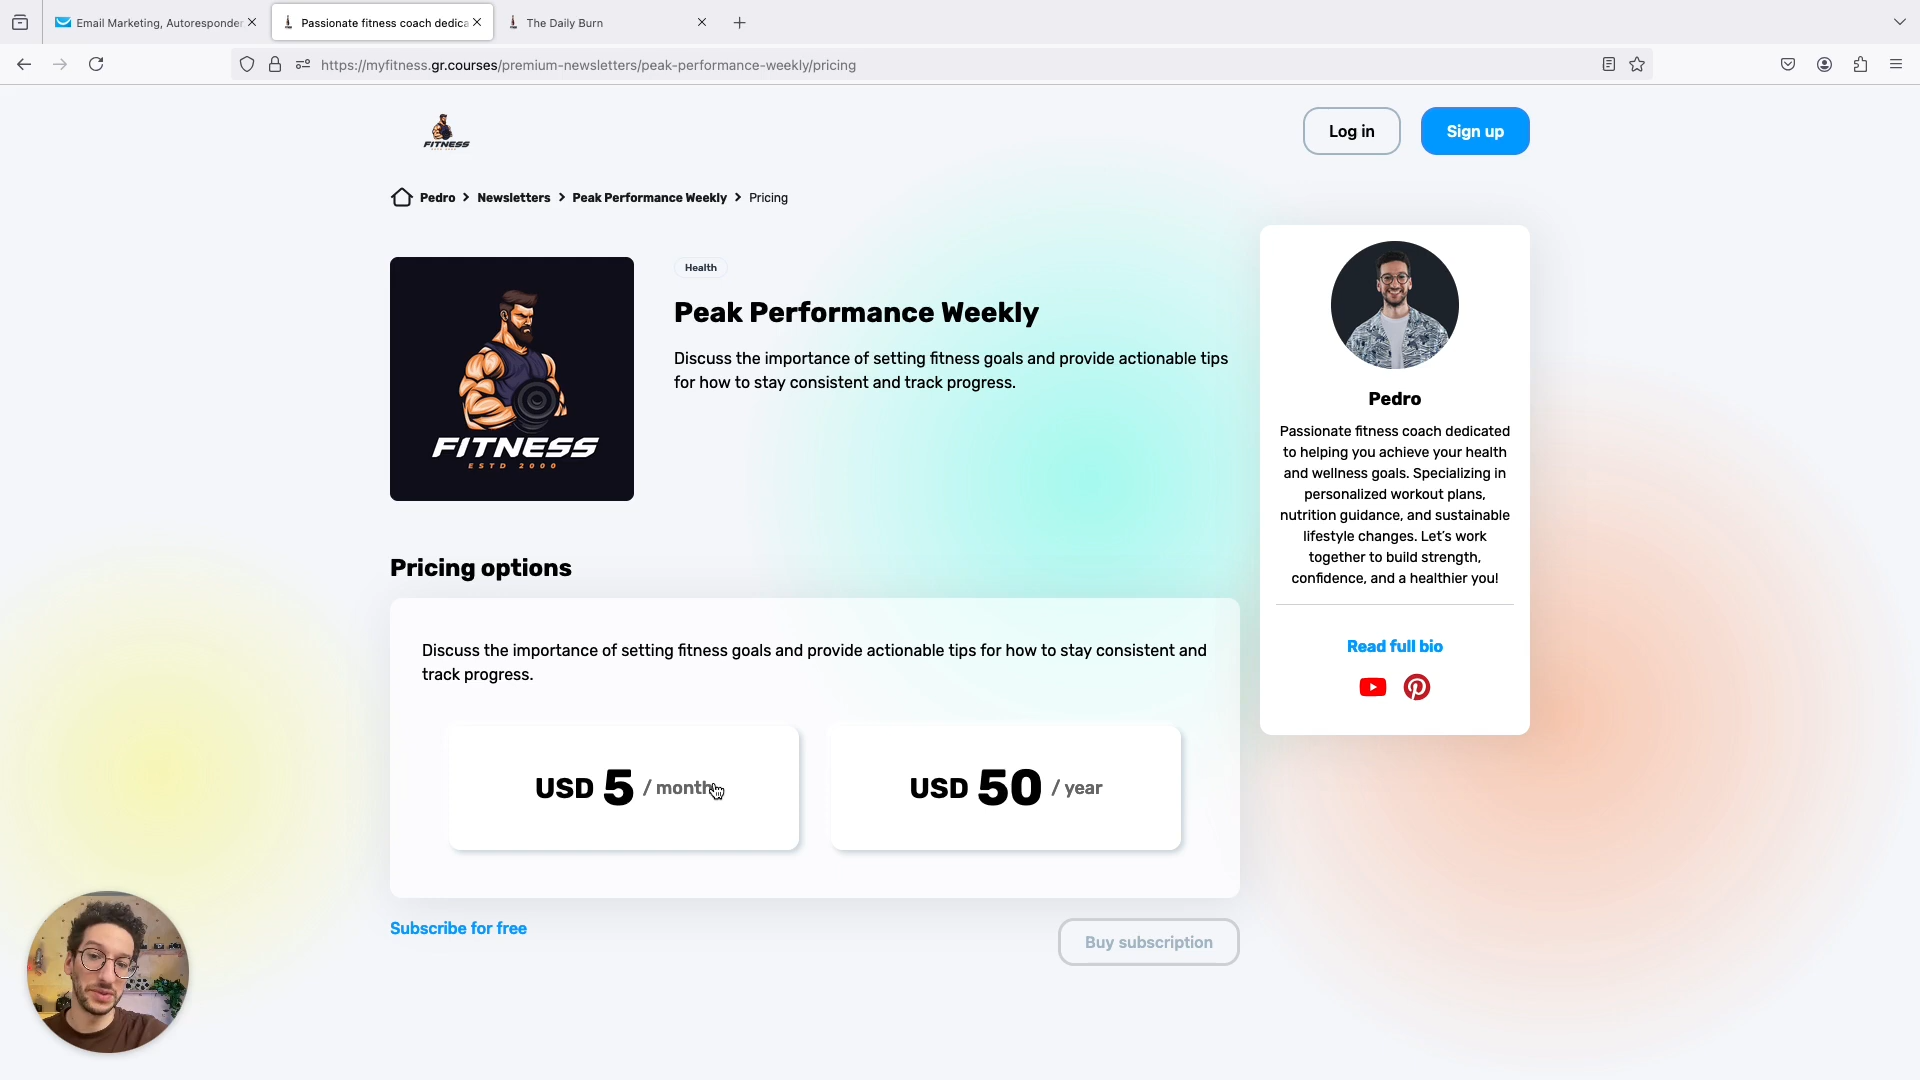 Email Marketing, Autoresponder
Passionate fitness coach dedica
The Daily Burn
https://myfitness.gr.courses/premium-newsletters/peak-performance-weekly/pricing
FITNESS
Log in
Sign up
Pedro > Newsletters > Peak Performance Weekly > Pricing
Health
Peak Performance Weekly
Discuss the importance of setting fitness goals and provide actionable tips
for how to stay consistent and track progress.
FITNESS
ESTD 2000
Pedro
Passionate fitness coach dedicated
to helping you achieve your health
and wellness goals. Specializing in
personalized workout plans,
nutrition guidance, and sustainable
lifestyle changes. Let's work
together to build strength,
confidence, and a healthier you!
Read full bio
Pricing options
Discuss the importance of setting fitness goals and provide actionable tips for how to stay consistent and
track progress.
USD 5 / month
USD 50 / year
Subscribe for free
Buy subscription